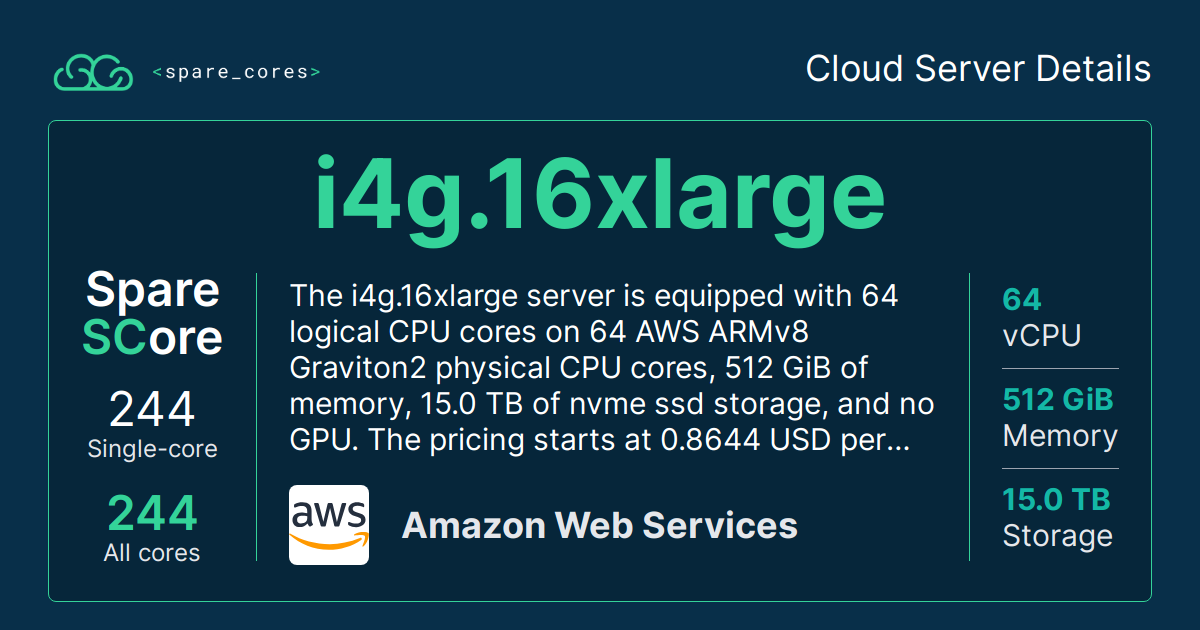 <spare_cores>
Cloud Server Details
i4g.16xlarge
Spare
SCore
244
Single-core
244
All cores
The i4g.16xlarge server is equipped with 64
logical CPU cores on 64 AWS ARMv8
Graviton2 physical CPU cores, 512 GiB of
memory, 15.0 TB of nvme ssd storage, and no
GPU. The pricing starts at 0.8644 USD per...
aws
Amazon Web Services
64
vCPU
512 GiB
Memory
15.0 TB
Storage